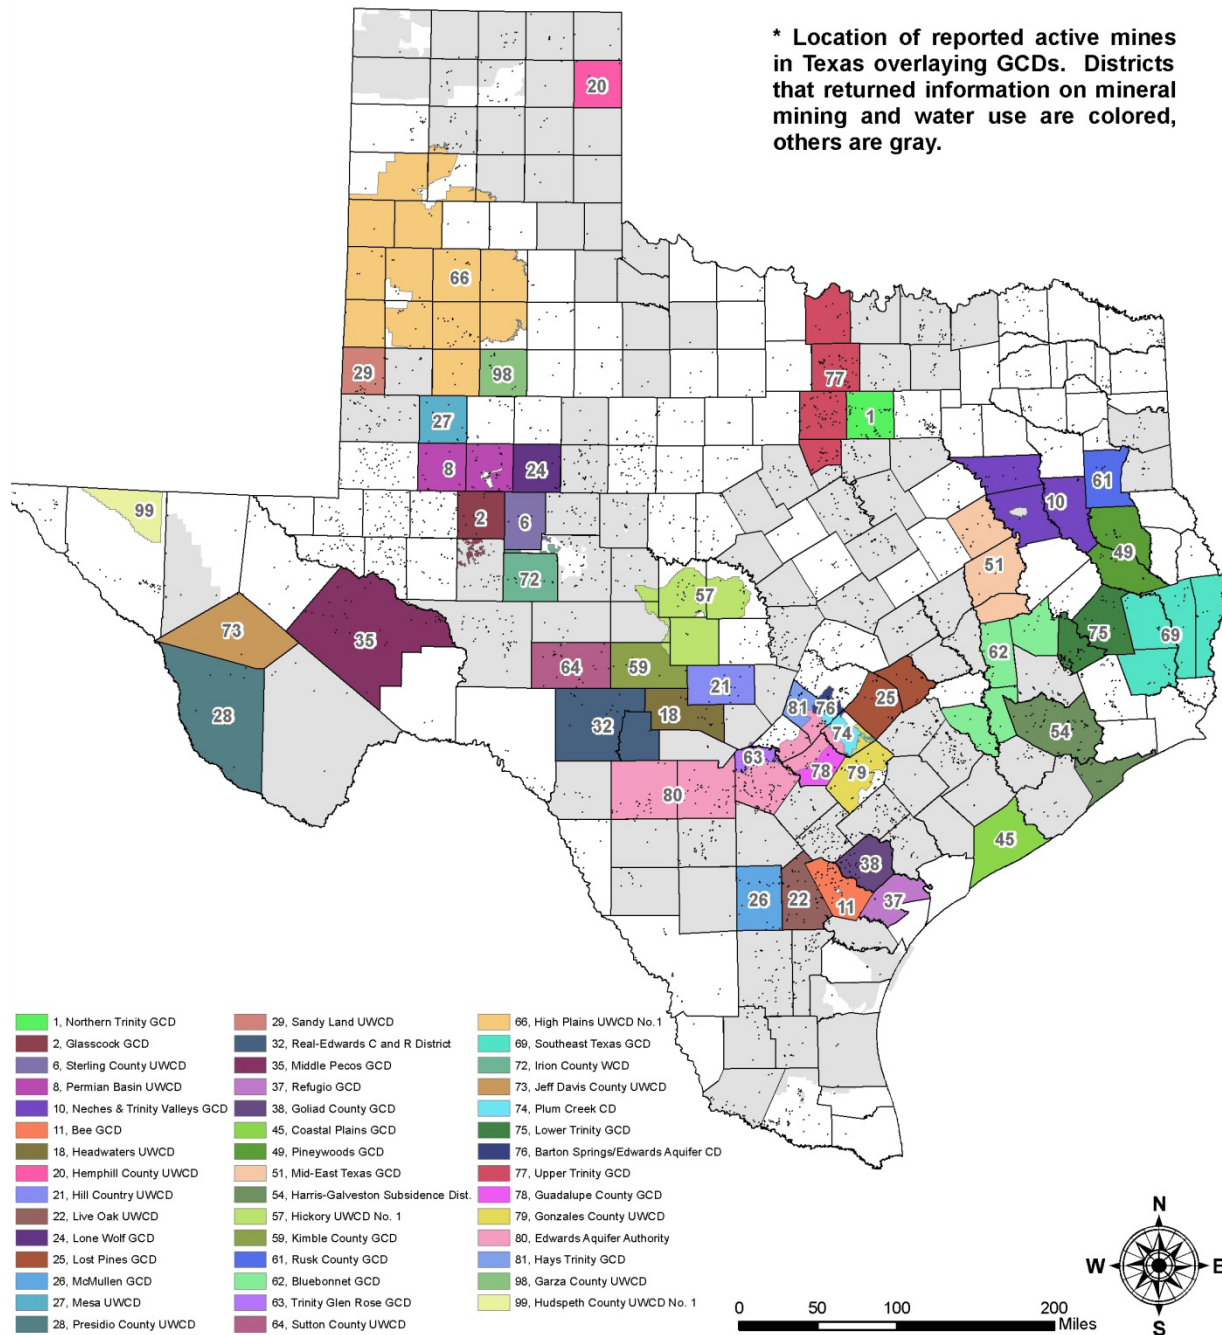 * Location of reported active mines
in Texas overlaying GCDs. Districts
that returned information on mineral
mining and water use are colored,
others are gray.
20
66
29
98
77
27
1
8
24
61
99
2
6
10
49
72
51
57
73
35
75
69
64
59
62
21
28
32
18
81
76
25
74
54
63
78
79
80
45
38
26
22
11
37
1, Northern Trinity GCD
2, Glasscock GCD
6, Sterling County UWCD
8, Permian Basin UWCD
10, Neches & Trinity Valleys GCD
11, Bee GCD
18, Headwaters UWCD
20, Hemphill County UWCD
21, Hill Country UWCD
22, Live Oak UWCD
24, Lone Wolf GCD
25, Lost Pines GCD
26, McMullen GCD
27, Mesa UWCD
28, Presidio County UWCD
29, Sandy Land UWCD
32, Real-Edwards C and R District
35, Middle Pecos GCD
37, Refugio GCD
38, Goliad County GCD
45, Coastal Plains GCD
49, Pineywoods GCD
51, Mid-East Texas GCD
54, Harris-Galveston Subsidence Dist.
57, Hickory UWCD No. 1
59, Kimble County GCD
61, Rusk County GCD
62, Bluebonnet GCD
63, Trinity Glen Rose GCD
64, Sutton County UWCD
66, High Plains UWCD No.1
69, Southeast Texas GCD
72, Irion County WCD
73, Jeff Davis County UWCD
74, Plum Creek CD
75, Lower Trinity GCD
76, Barton Springs/Edwards Aquifer CD
77, Upper Trinity GCD
78, Guadalupe County GCD
79, Gonzales County UWCD
80, Edwards Aquifer Authority
81, Hays Trinity GCD
98, Garza County UWCD
99, Hudspeth County UWCD No. 1
N
W
E
S
0
50
100
200
Miles